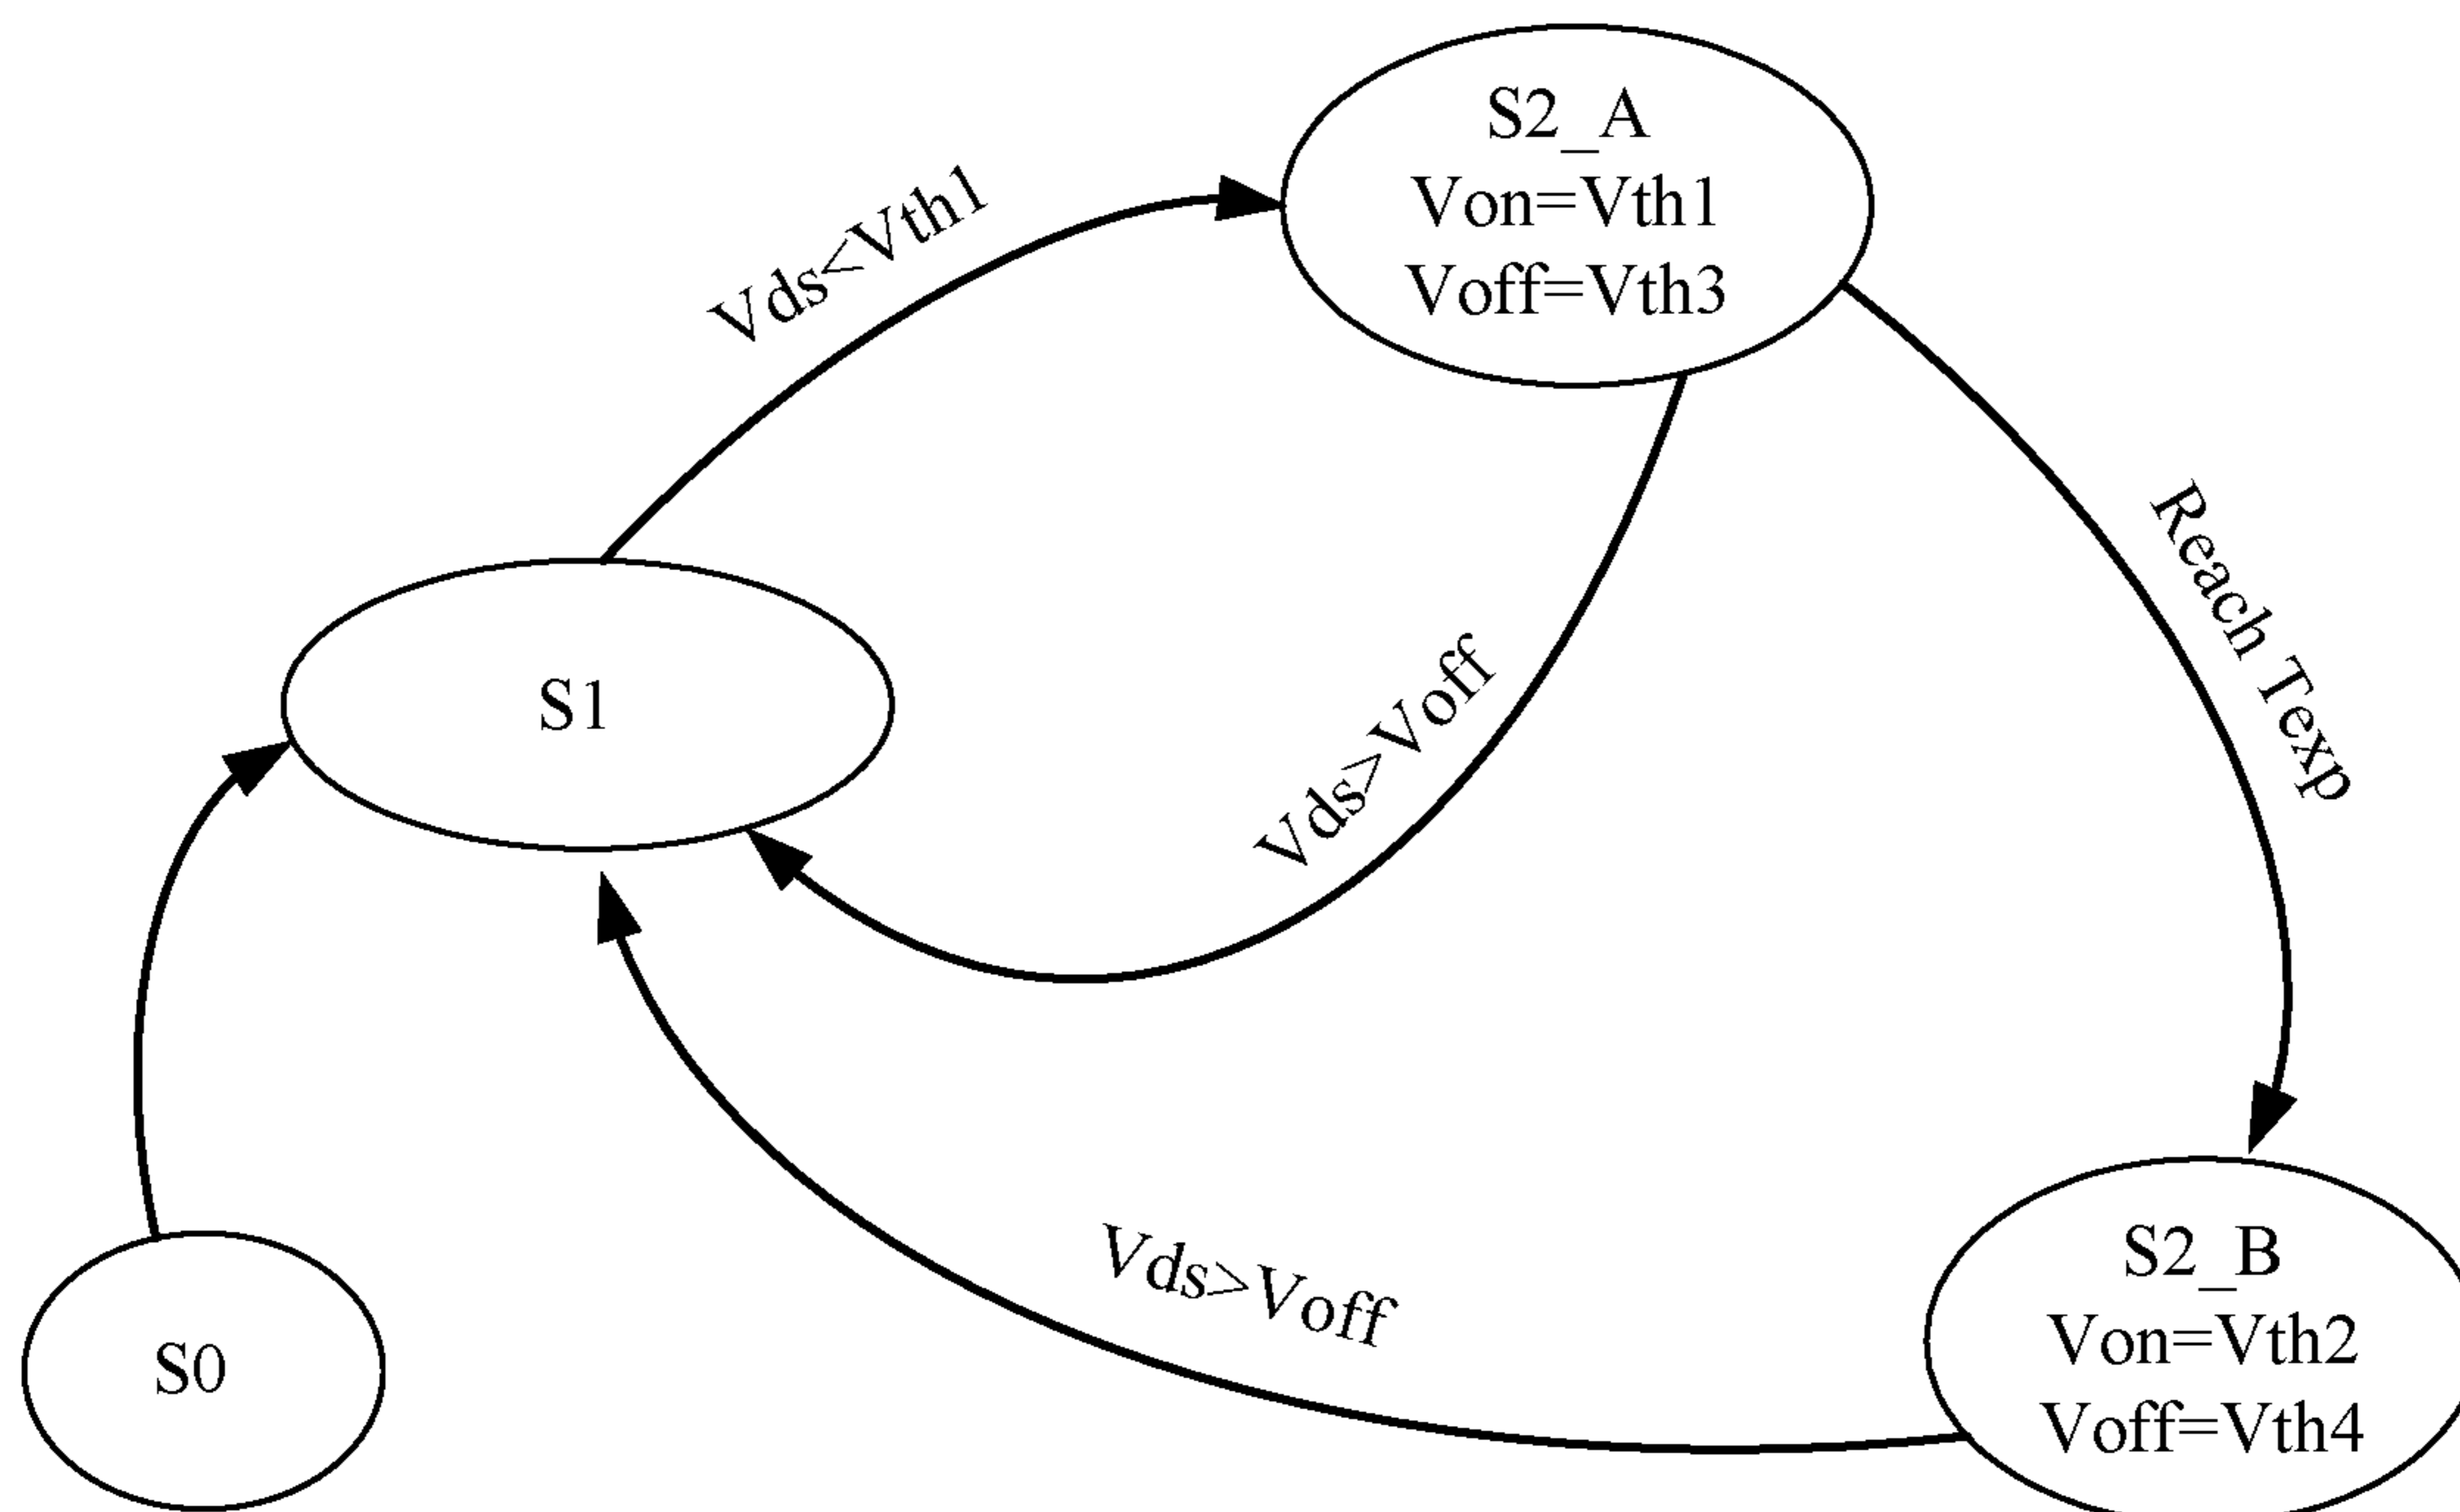 S2_A
Von=Vth1
Voff=Vth3
Vds<Vth1
Reach Texp
S1
Vds>Voff
Vds>Voff
S2_B
Von=Vth2
Voff=Vth4
S0